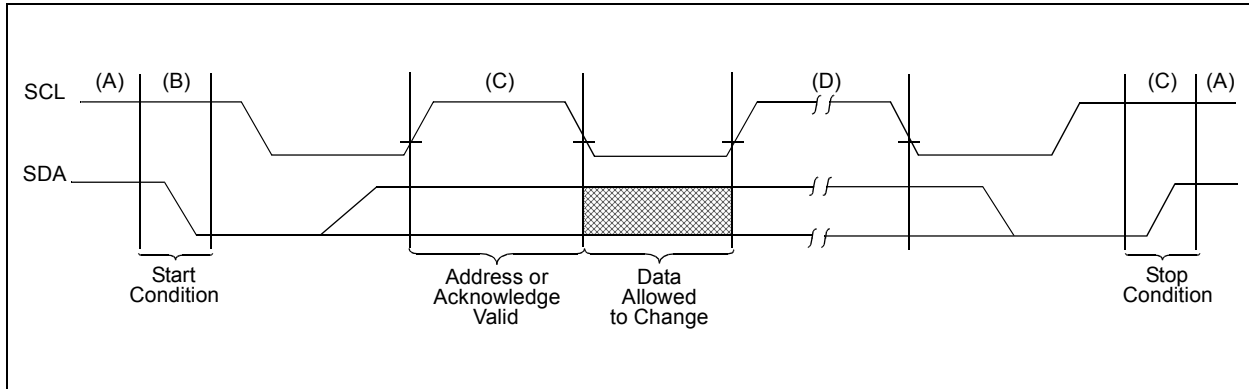 (A) (B) (C) (D) (C) (A)
SCL
SDA
Start
Condition
Address or
Acknowledge
Valid
Data
Allowed
to Change
Stop
Condition